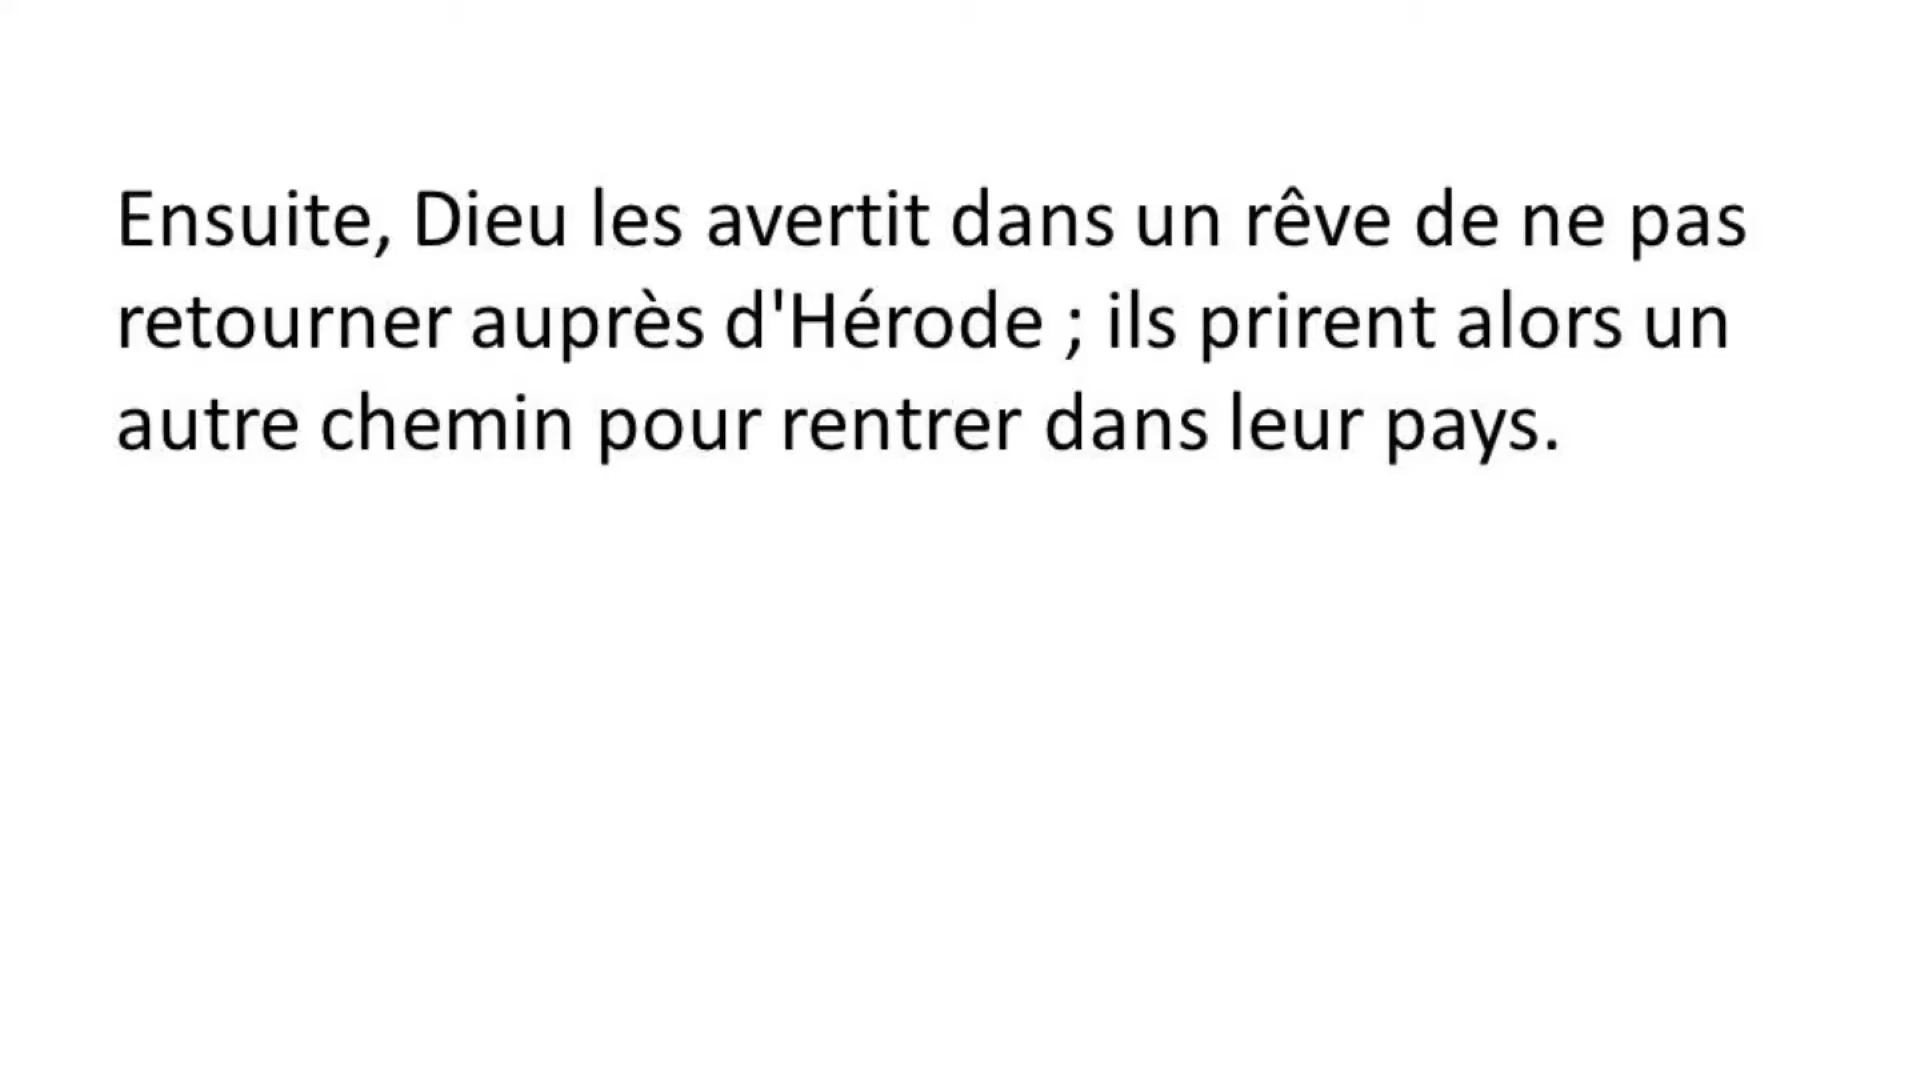 Ensuite, Dieu les avertit dans un rêve de ne pas
retourner auprès d'Hérode ; ils prirent alors un
autre chemin pour rentrer dans leur pays.